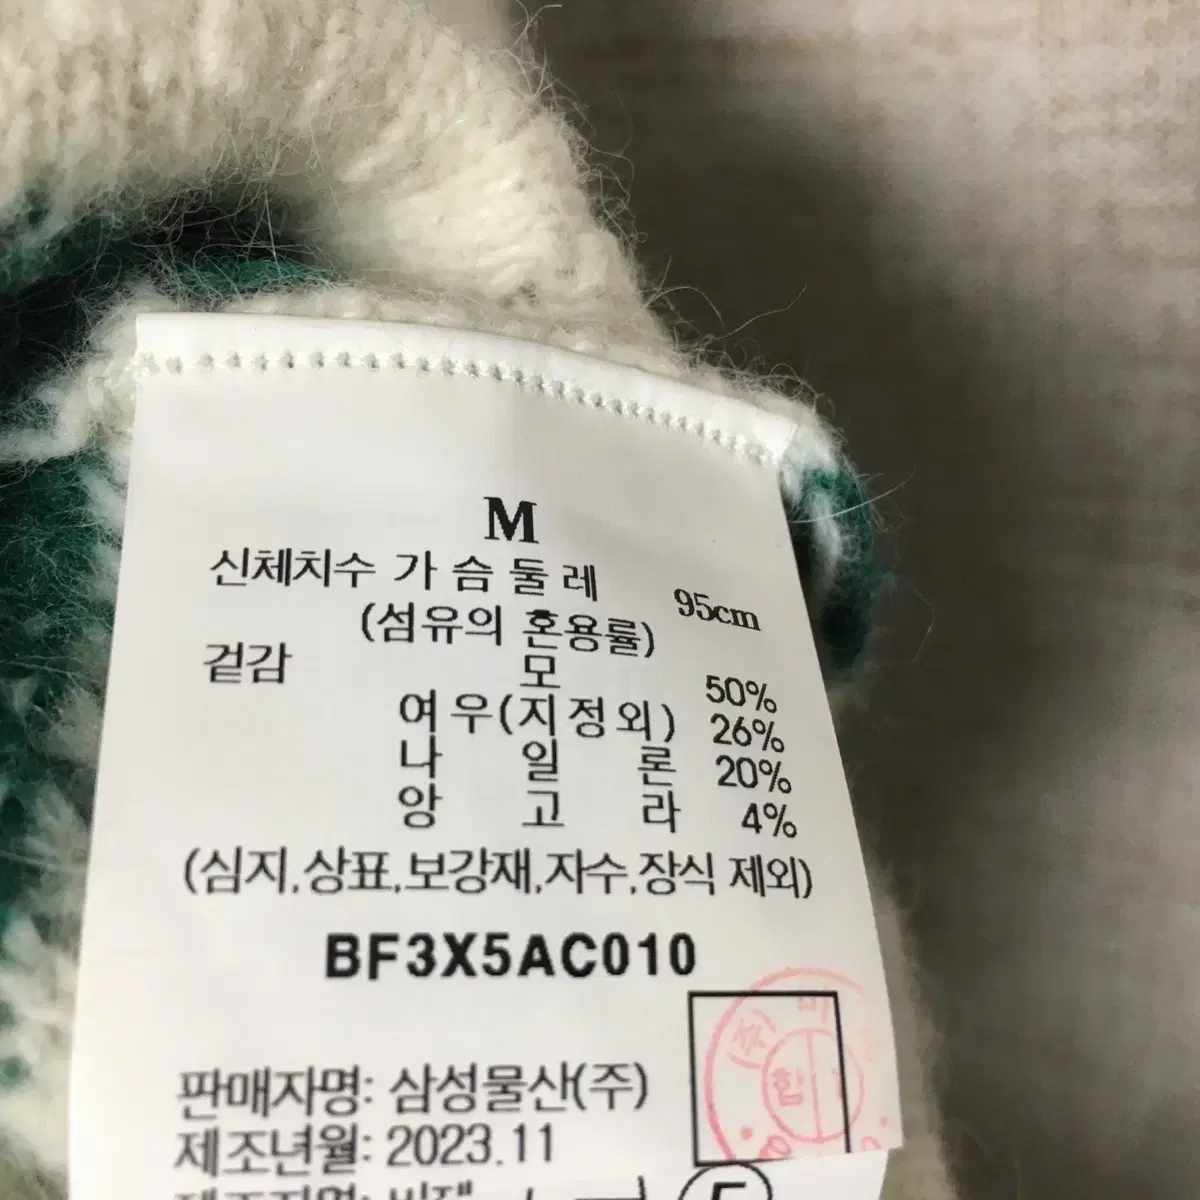 M
신체치수 가슴둘레 95cm
(섬유의 혼용률)
겉감 모 50%
여우(지정외) 26%
나일론 20%
앙고라 4%
(심지,상표,보강재,자수,장식 제외)
BF3X5AC010
판매자명: 삼성물산(주)
제조년월: 2023.11
(주)
합